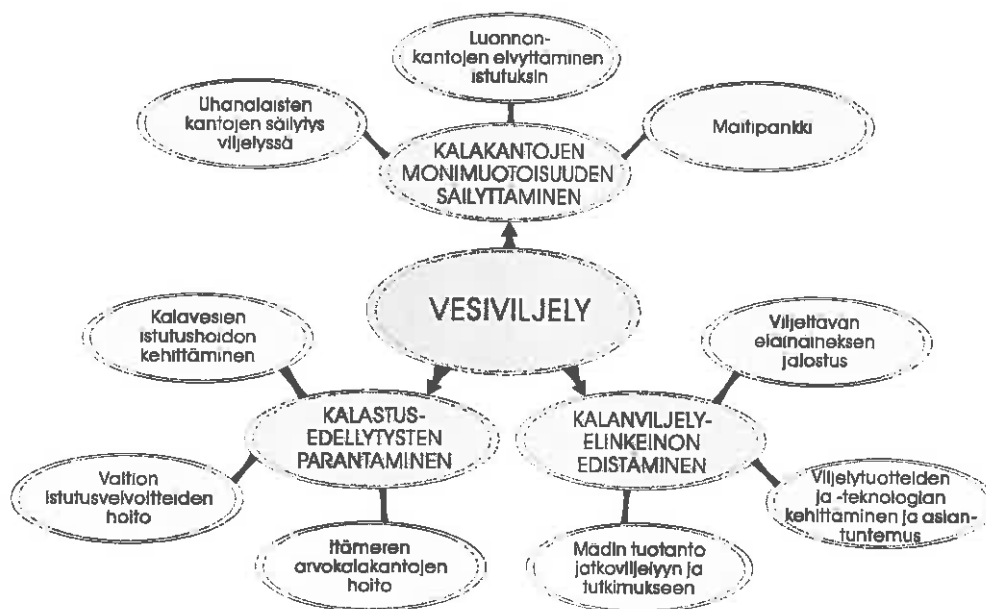 Luonnon-
kantojen elvyttäminen
istutuksin
Uhanalaisten
kantojen säilytys
viljelyssä
Maitipankki
KALAKANTOJEN
MONIMUOTOISUUDEN
SÄILYTTÄMINEN
VESIVILJELY
Kalavesien
istutushoidon
kehittäminen
Viljeltävän
eläinaineksen
jalostus
KALASTUS-
EDELLYTYSTEN
PARANTAMINEN
KALANVILJELY-
ELINKEINON
EDISTÄMINEN
Valtion
istutusvelvoitteiden
hoito
Viljelytuotteiden
ja -teknologian
kehittäminen ja asian-
tuntemus
Itämeren
arvokalakantojen
hoito
Mädin tuotanto
jatkoviljelyyn ja
tutkimukseen